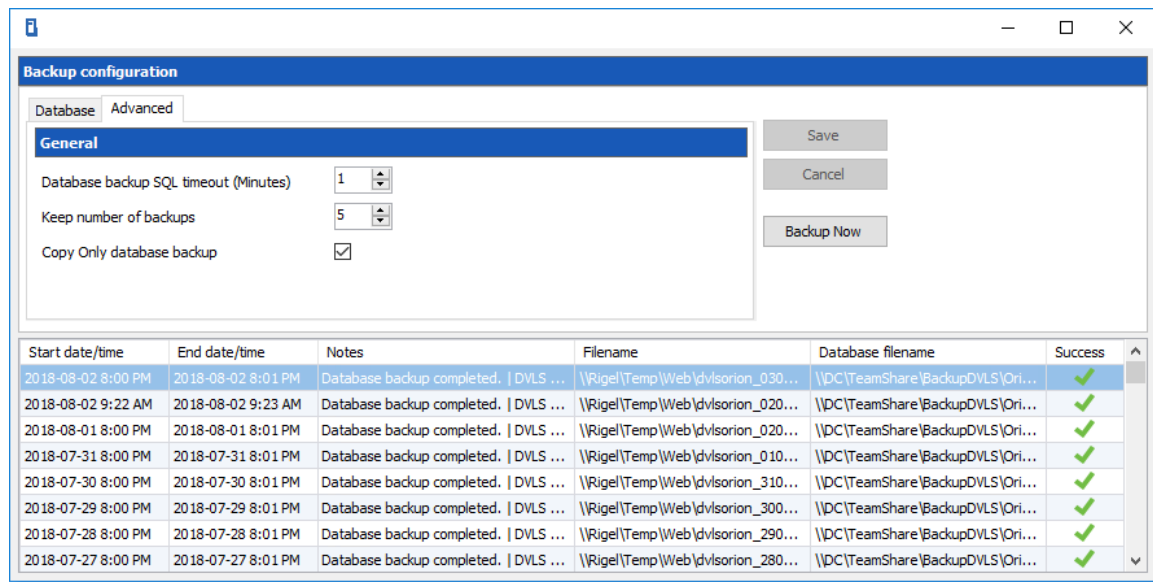 Backup configuration
Database Advanced
General
Save
Database backup SQL timeout (Minutes) 1
Cancel
Keep number of backups 5
Backup Now
Copy Only database backup
Start date/time End date/time Notes Filename Database filename Success
2018-08-02 8:00 PM 2018-08-02 8:01 PM Database backup completed. | DVLS ... \\Rigel\Temp\Web\dvlsorion_030... \\DC\TeamShare\BackupDVLS\Ori...
2018-08-02 9:22 AM 2018-08-02 9:23 AM Database backup completed. | DVLS ... \\Rigel\Temp\Web\dvlsorion_020... \\DC\TeamShare\BackupDVLS\Ori...
2018-08-01 8:00 PM 2018-08-01 8:01 PM Database backup completed. | DVLS ... \\Rigel\Temp\Web\dvlsorion_020... \\DC\TeamShare\BackupDVLS\Ori...
2018-07-31 8:00 PM 2018-07-31 8:01 PM Database backup completed. | DVLS ... \\Rigel\Temp\Web\dvlsorion_010... \\DC\TeamShare\BackupDVLS\Ori...
2018-07-30 8:00 PM 2018-07-30 8:01 PM Database backup completed. | DVLS ... \\Rigel\Temp\Web\dvlsorion_310... \\DC\TeamShare\BackupDVLS\Ori...
2018-07-29 8:00 PM 2018-07-29 8:01 PM Database backup completed. | DVLS ... \\Rigel\Temp\Web\dvlsorion_300... \\DC\TeamShare\BackupDVLS\Ori...
2018-07-28 8:00 PM 2018-07-28 8:01 PM Database backup completed. | DVLS ... \\Rigel\Temp\Web\dvlsorion_290... \\DC\TeamShare\BackupDVLS\Ori...
2018-07-27 8:00 PM 2018-07-27 8:01 PM Database backup completed. | DVLS ... \\Rigel\Temp\Web\dvlsorion_280... \\DC\TeamShare\BackupDVLS\Ori...